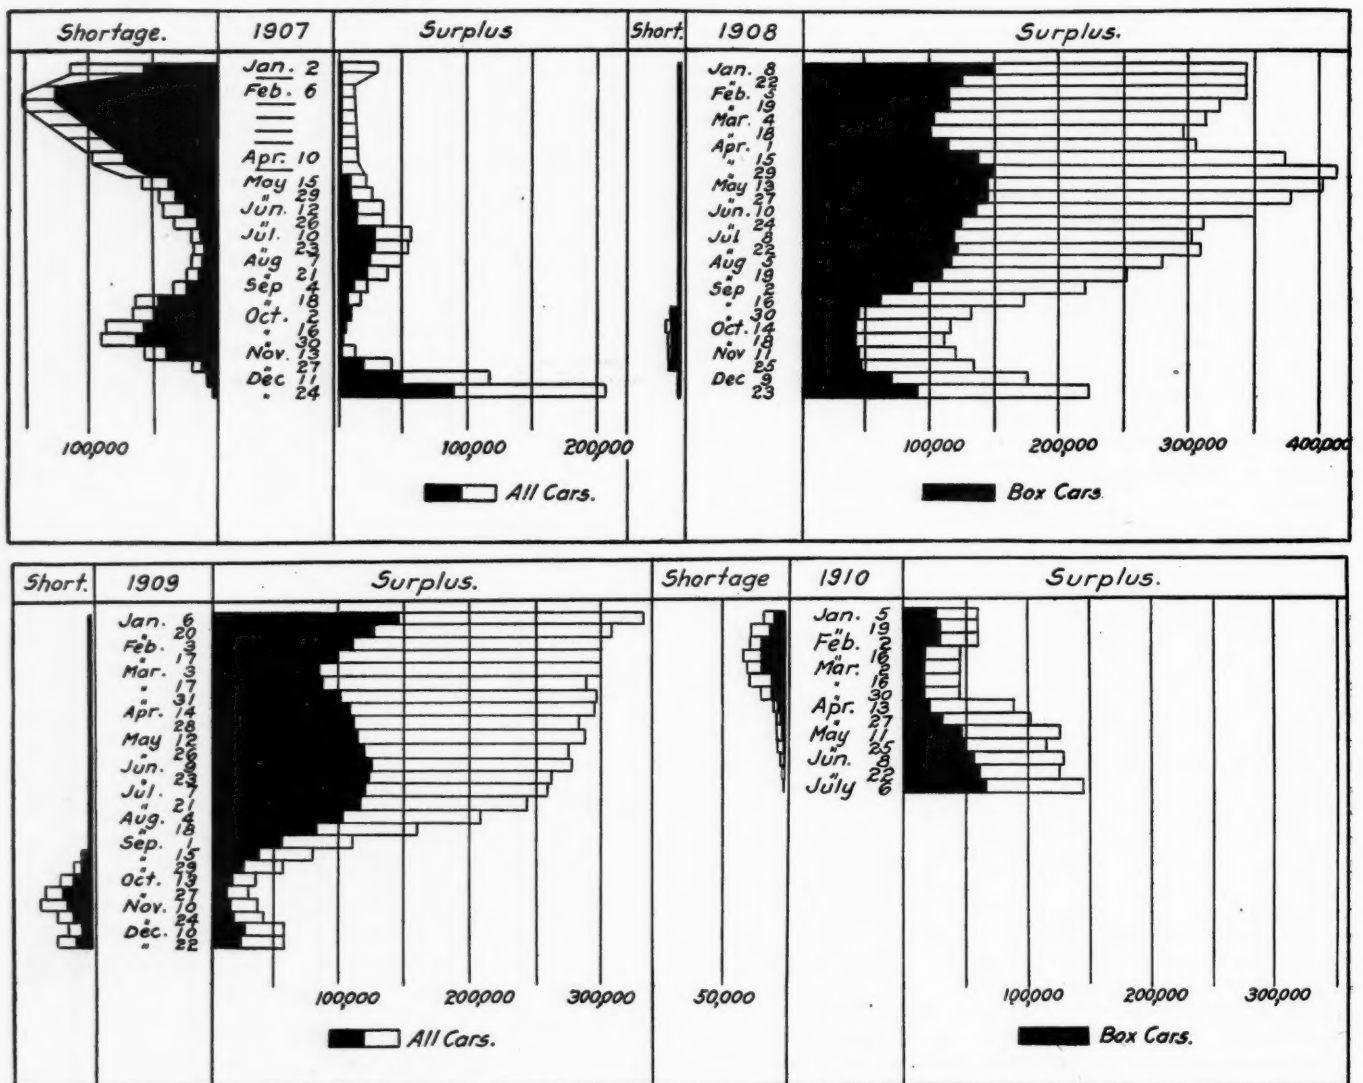 Shortage. 1907 Surplus Short. 1908 Surplus.
Jan. 2
Feb. 6
Apr. 10
May 15
" 29
Jun. 12
" 26
Jul. 10
" 23
Aug 7
" 21
Sep 4
" 18
Oct. 2
" 16
" 30
Nov. 13
" 27
Dec 11
" 24
Jan. 8
" 22
Feb. 5
" 19
Mar. 4
" 18
Apr. 1
" 15
" 29
May 13
" 27
Jun. 10
" 24
Jul 8
" 22
Aug 5
" 19
Sep 2
" 16
" 30
Oct. 14
" 18
Nov 11
" 25
Dec 9
23
100,000 100,000 200,000 100,000 200,000 300,000 400,000
All Cars. Box Cars.
Short. 1909 Surplus. Shortage 1910 Surplus.
Jan. 6
" 20
Feb. 3
" 17
Mar. 3
" 17
" 31
Apr. 14
" 28
May 12
" 26
Jun. 9
" 23
Jul. 7
" 21
Aug. 4
" 18
Sep. 1
" 15
" 29
Oct. 13
" 27
Nov. 10
" 24
Dec. 10
" 22
Jan. 5
" 19
Feb. 2
" 16
Mar. 2
" 16
" 30
Apr. 13
" 27
May 11
" 25
Jun. 8
" 22
July 6
100,000 200,000 300,000 50,000 100,000 200,000 300,000
All Cars. Box Cars.